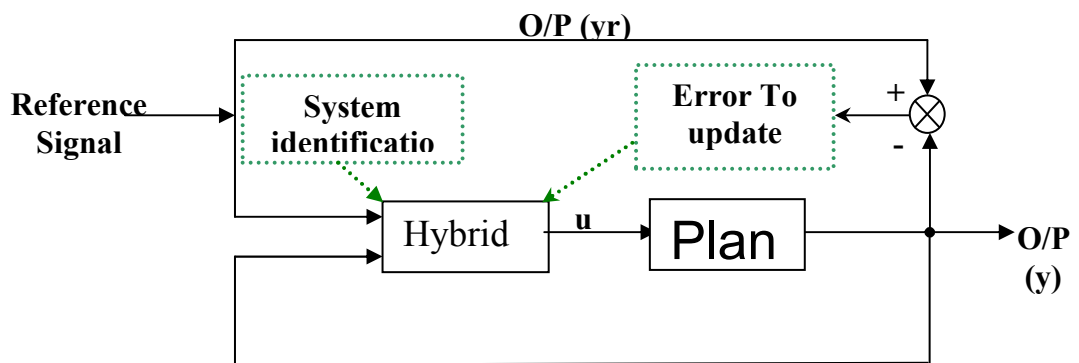 O/P (yr)
Reference
Signal
System
identificatio
Error To
update
+
-
Hybrid
u
Plan
O/P
(y)